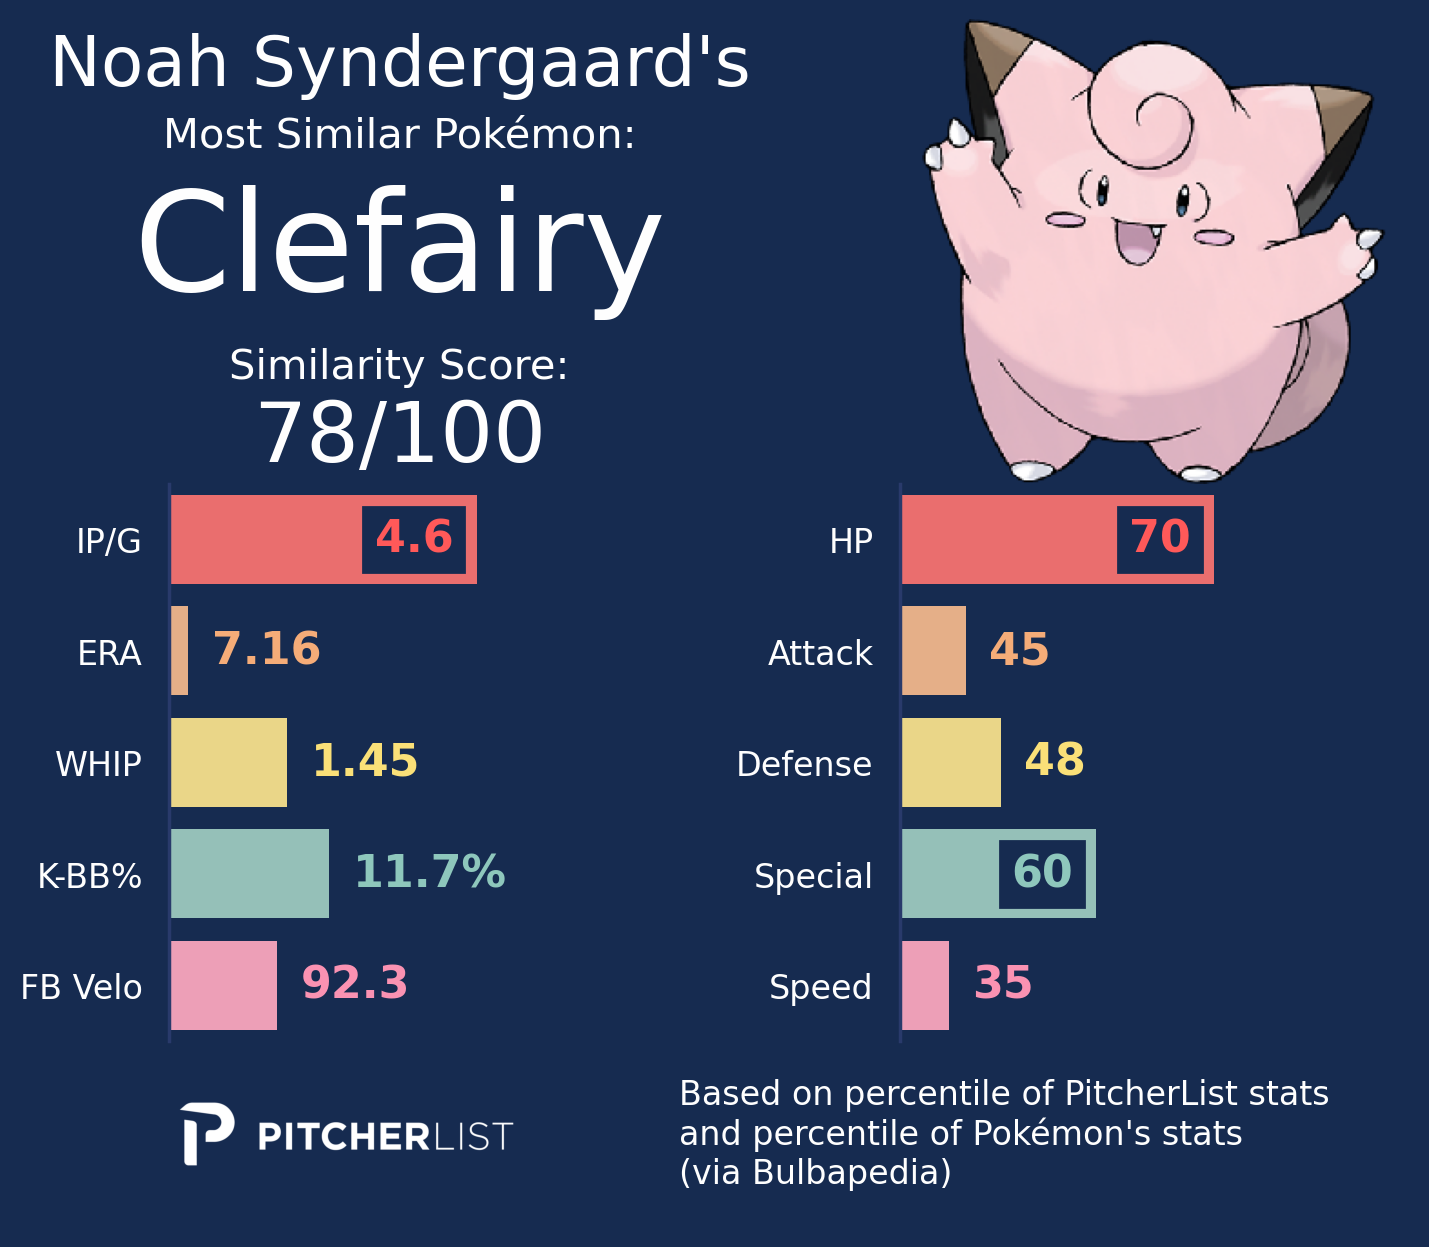 Noah Syndergaard's
Most Similar Pokémon:
Clefairy
Similarity Score:
78/100
IP/G 4.6
ERA 7.16
WHIP 1.45
K-BB% 11.7%
FB Velo 92.3
HP 70
Attack 45
Defense 48
Special 60
Speed 35
PITCHERLIST
Based on percentile of PitcherList stats
and percentile of Pokémon's stats
(via Bulbapedia)